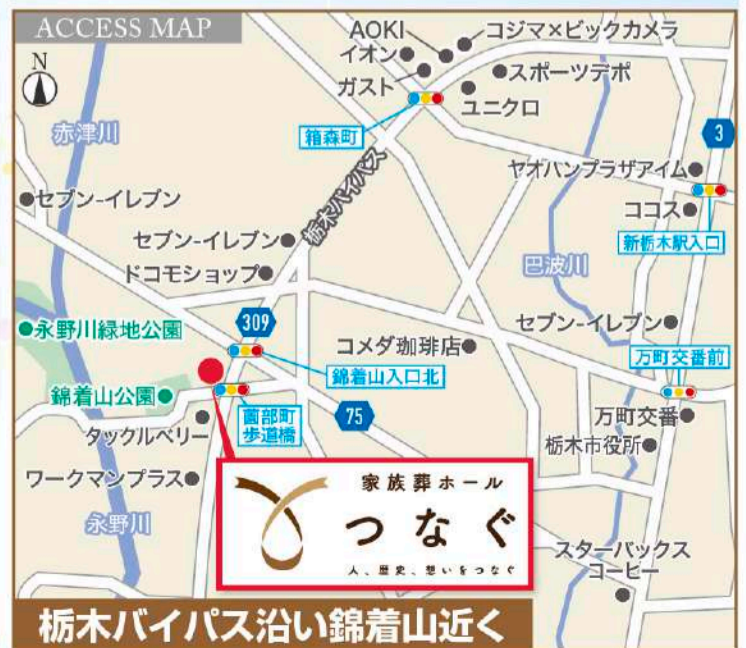 ACCESS MAP
N
AOKI
コジマ×ビックカメラ
イオン
ガスト
スポーツデポ
ユニクロ
箱森町
3
赤津川
栃木バイパス
ヤオハンプラザアイム
セブン-イレブン
ココス
新栃木駅入口
セブン-イレブン
巴波川
ドコモショップ
309
セブン-イレブン
永野川緑地公園
コメダ珈琲店
万町交番前
錦着山入口北
錦着山公園
75
薗部町
歩道橋
万町交番
タックルベリー
栃木市役所
ワークマンプラス
永野川
家族葬ホール
つなぐ
人、歴史、想いをつなぐ
スターバックス
コーヒー
栃木バイパス沿い錦着山近く